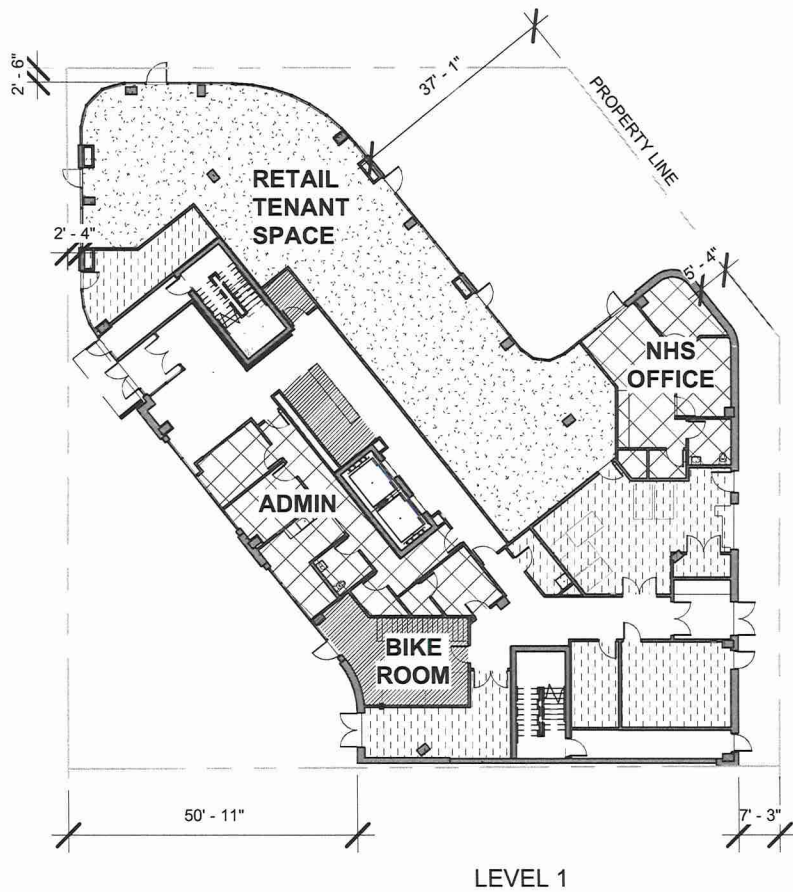 2' - 6"
37' - 1"
PROPERTY LINE
RETAIL
TENANT
SPACE
2' - 4"
5' - 4"
NHS
OFFICE
ADMIN
BIKE
ROOM
50' - 11"
7' - 3"
LEVEL 1